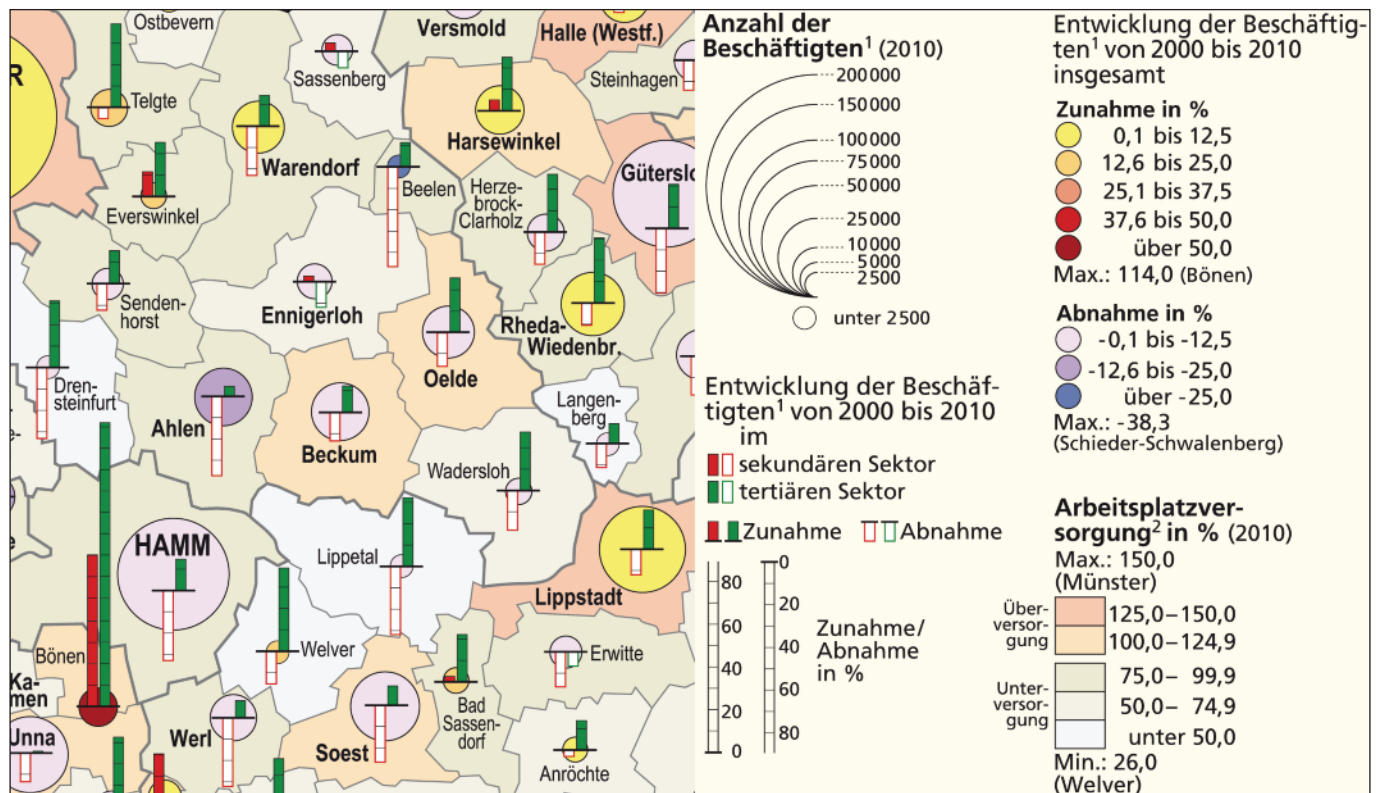 Ostbevern
Versmold
Halle (Westf.)
R
Telgte
Sassenberg
Steinhagen
Warendorf
Harsewinkel
Beelen
Herze-
brock-
Clarholz
Güterslo
Everswinkel
Senden-
horst
Ennigerloh
Rheda-
Wiedenbr.
Oelde
Dren-
steinfurt
Ahlen
Beckum
Langen-
berg
e-
Wadersloh
HAMM
Lippetal
Lippstadt
e
Bönen
Welver
Erwitte
Ka-
men
Bad
Sassen-
dorf
Unna
Werl
Soest
Anröchte
Anzahl der
Beschäftigten¹ (2010)
200 000
150 000
100 000
75 000
50 000
25 000
10 000
5000
2500
unter 2500
Entwicklung der Beschäf-
tigten¹ von 2000 bis 2010
im
sekundären Sektor
tertiären Sektor
Zunahme
Abnahme
80
60
40
20
0
0
20
40
60
80
Zunahme/
Abnahme
in %
Entwicklung der Beschäftig-
ten¹ von 2000 bis 2010
insgesamt
Zunahme in %
0,1 bis 12,5
12,6 bis 25,0
25,1 bis 37,5
37,6 bis 50,0
über 50,0
Max.: 114,0 (Bönen)
Abnahme in %
-0,1 bis -12,5
-12,6 bis -25,0
über -25,0
Max.: -38,3
(Schieder-Schwalenberg)
Arbeitsplatzver-
sorgung² in % (2010)
Max.: 150,0
(Münster)
Über-
versor-
gung
125,0–150,0
100,0–124,9
Unter-
versor-
gung
75,0– 99,9
50,0– 74,9
unter 50,0
Min.: 26,0
(Welver)